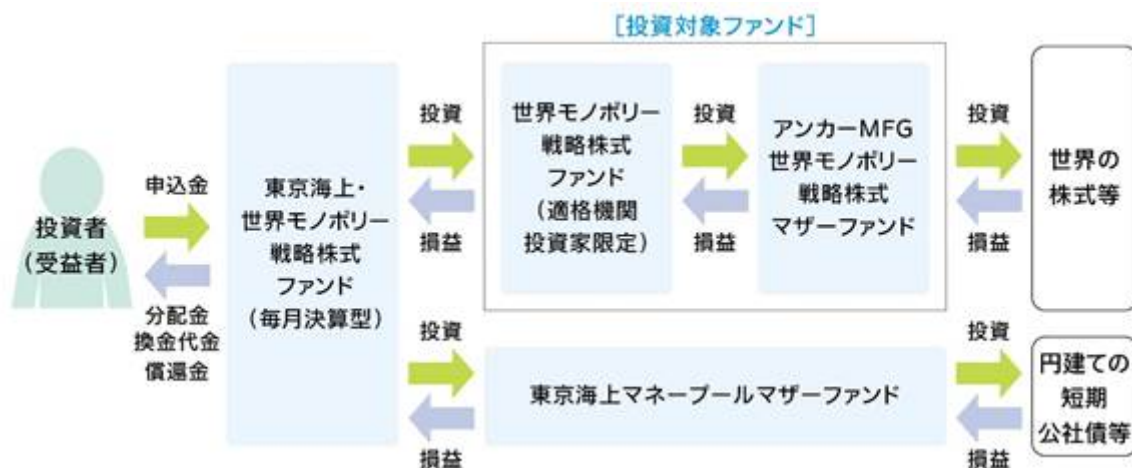 ［投資対象ファンド］
投資者
（受益者）
申込金
分配金
換金代金
償還金
東京海上・
世界モノポリー
戦略株式
ファンド
（毎月決算型）
投資
損益
世界モノポリー
戦略株式
ファンド
（適格機関
投資家限定）
投資
損益
アンカーMFG
世界モノポリー
戦略株式
マザーファンド
投資
損益
世界の
株式等
投資
損益
東京海上マネープールマザーファンド
投資
損益
円建ての
短期
公社債等